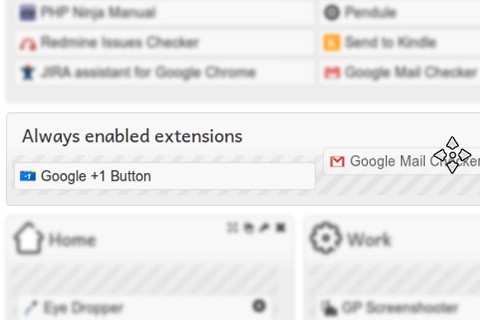 PHP Ninja Manual
Pendule
Redmine Issues Checker
Send to Kindle
JIRA assistant for Google Chrome
Google Mail Checker
Always enabled extensions
Google Mail Checker
Google +1 Button
Home
Work
Eye Dropper
GP Screenshooter